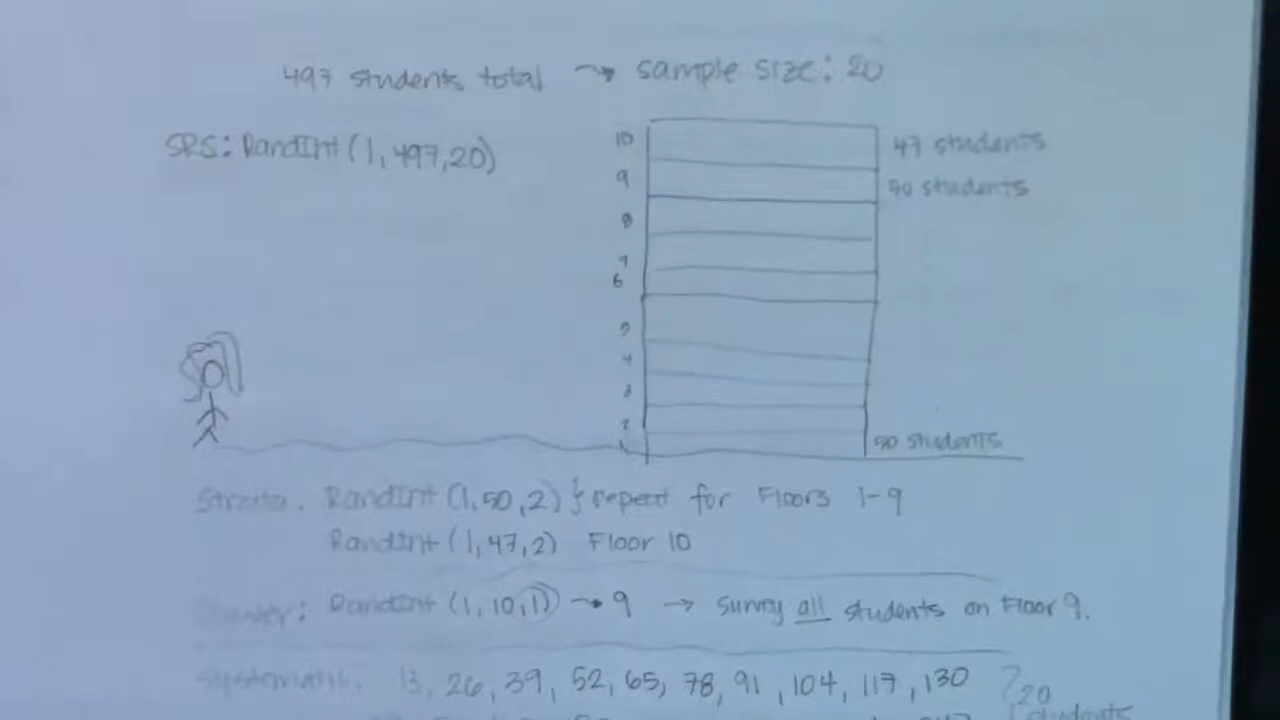 497 students total → sample size: 20
SRS: RandInt (1, 497, 20)
10 47 students
9 50 students
8
7
6
5
4
3
2
1 50 students
Strata. RandInt (1, 50, 2) } repeat for Floors 1-9
RandInt (1, 47, 2) Floor 10
RandInt (1, 10, 1) → 9 → survey all students on Floor 9.
Systematic. 13, 26, 39, 52, 65, 78, 91, 104, 117, 130
20
students